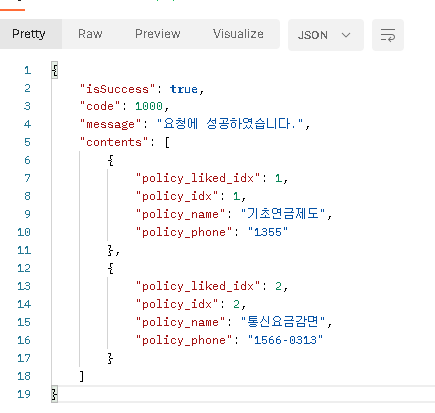 Pretty Raw Preview Visualize JSON
1 {
2 "isSuccess": true,
3 "code": 1000,
4 "message": "요청에 성공하였습니다.",
5 "contents": [
6 {
7 "policy_liked_idx": 1,
8 "policy_idx": 1,
9 "policy_name": "기초연금제도",
10 "policy_phone": "1355"
11 },
12 {
13 "policy_liked_idx": 2,
14 "policy_idx": 2,
15 "policy_name": "통신요금감면",
16 "policy_phone": "1566-0313"
17 }
18 ]
19 }